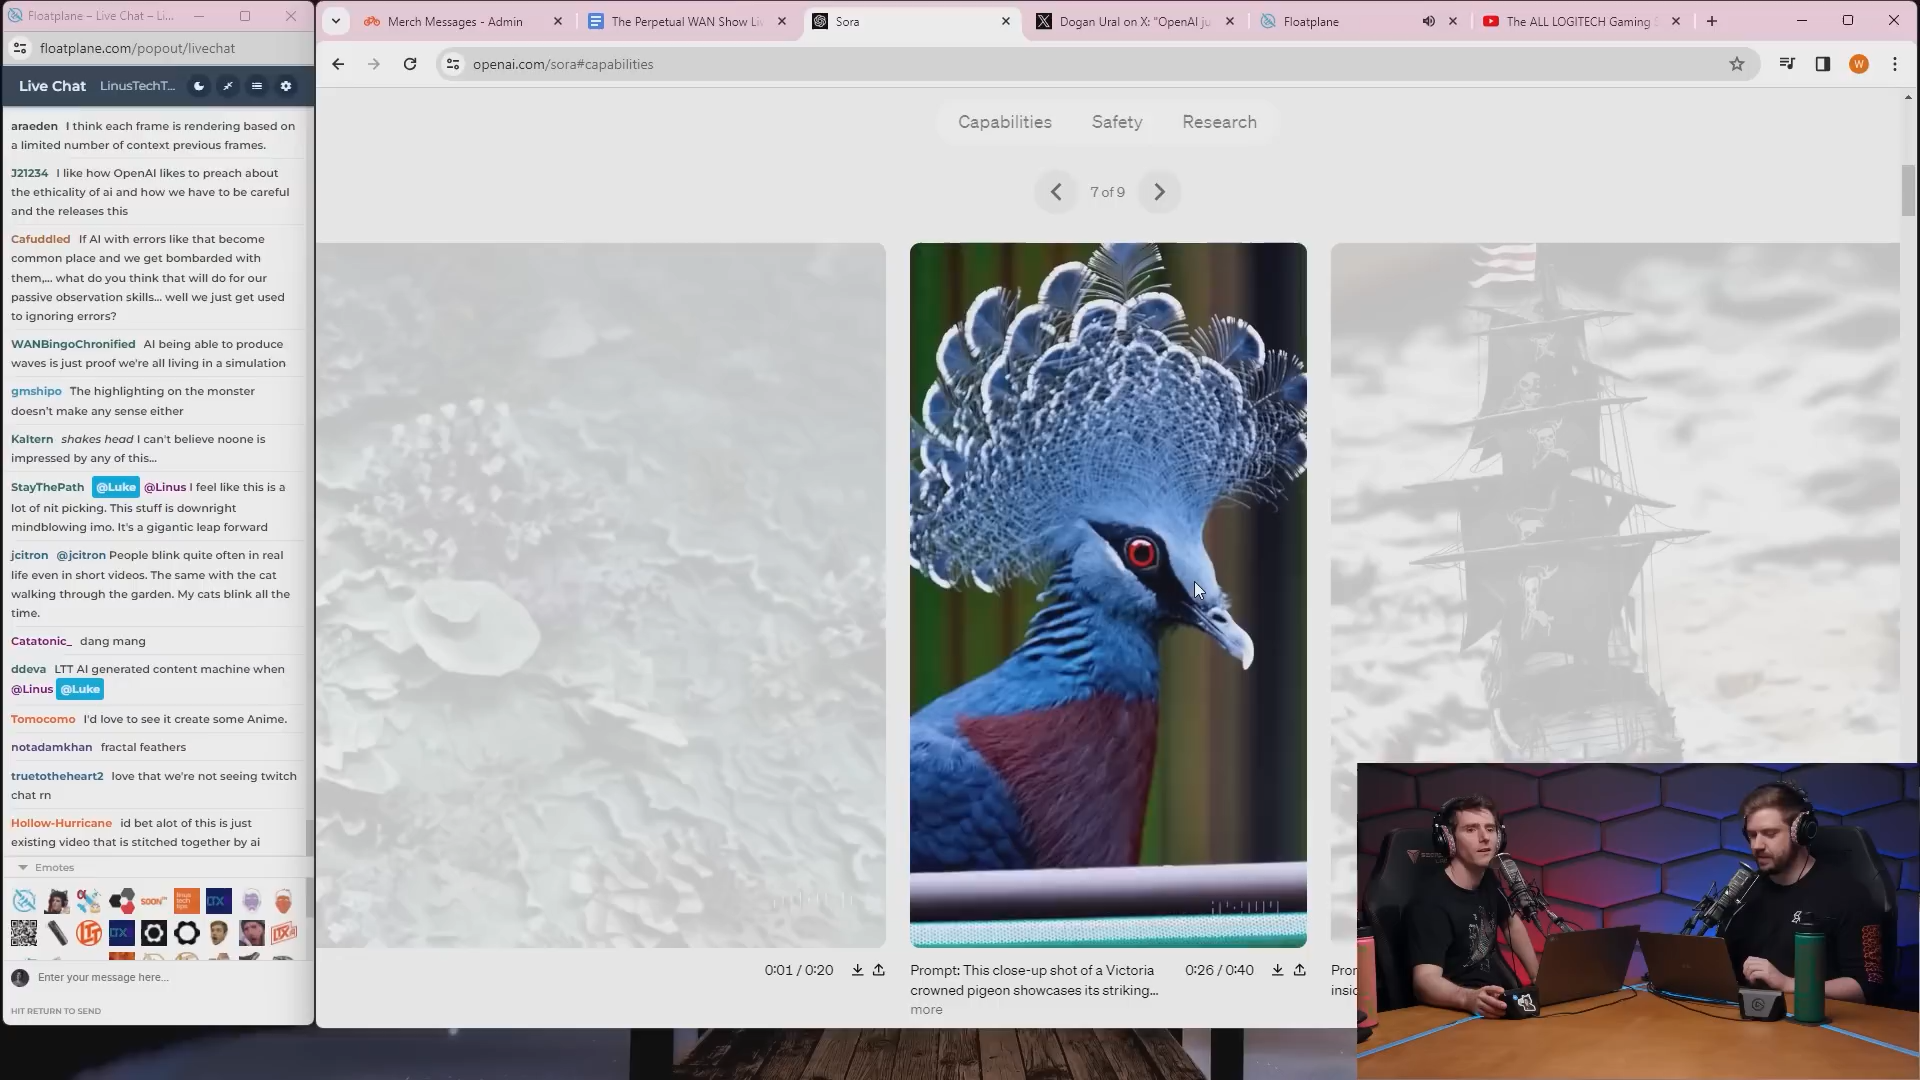 Floatplane – Live Chat – Li...
floatplane.com/popout/livechat
Live Chat LinusTechT...
araeden I think each frame is rendering based on
a limited number of context previous frames.
J21234 I like how OpenAI likes to preach about
the ethicality of ai and how we have to be careful
and the releases this
Cafuddled If AI with errors like that become
common place and we get bombarded with
them,... what do you think that will do for our
passive observation skills... well we just get used
to ignoring errors?
WANBingoChronified AI being able to produce
waves is just proof we're all living in a simulation
gmshipo The highlighting on the monster
doesn't make any sense either
Kaltern shakes head I can't believe noone is
impressed by any of this...
StayThePath @Luke @Linus I feel like this is a
lot of nit picking. This stuff is downright
mindblowing imo. It's a gigantic leap forward
jcitron @jcitron People blink quite often in real
life even in short videos. The same with the cat
walking through the garden. My cats blink all the
time.
Catatonic_ dang mang
ddeva LTT AI generated content machine when
@Linus @Luke
Tomocomo I'd love to see it create some Anime.
notadamkhan fractal feathers
truetotheheart2 love that we're not seeing twitch
chat rn
Hollow-Hurricane id bet alot of this is just
existing video that is stitched together by ai
Emotes
SOON
linus tech tips
LTX
LTX
Enter your message here...
HIT RETURN TO SEND
Merch Messages - Admin
The Perpetual WAN Show Li
Sora
Dogan Ural on X: "OpenAI ju
Floatplane
The ALL LOGITECH Gaming S
openai.com/sora#capabilities
W
Capabilities Safety Research
7 of 9
0:01 / 0:20
Prompt: This close-up shot of a Victoria
crowned pigeon showcases its striking...
more
0:26 / 0:40